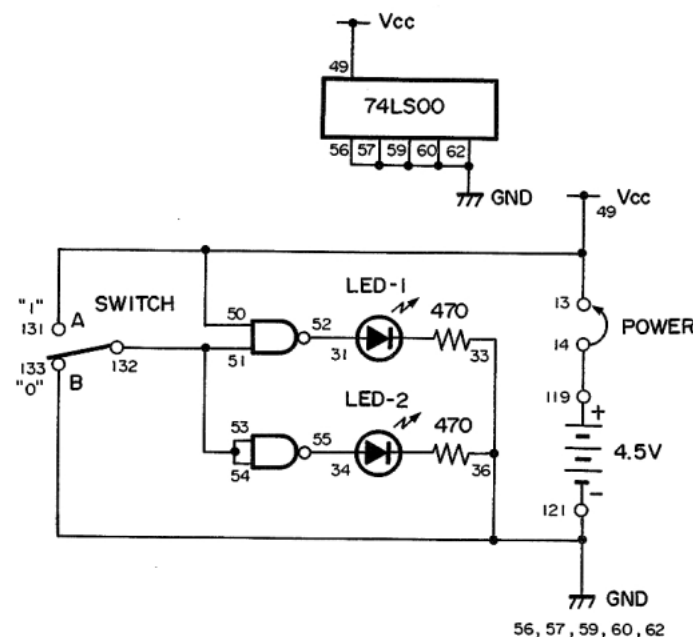 Vcc
49
74LS00
56 57 59 60 62
GND
Vcc
49
LED-1
"1"
131 A
SWITCH
50
52
470
13
POWER
51
31
33
14
133
132
"0"
B
LED-2
119
+
53
55
470
4.5V
54
34
36
-
121
GND
56, 57, 59, 60, 62